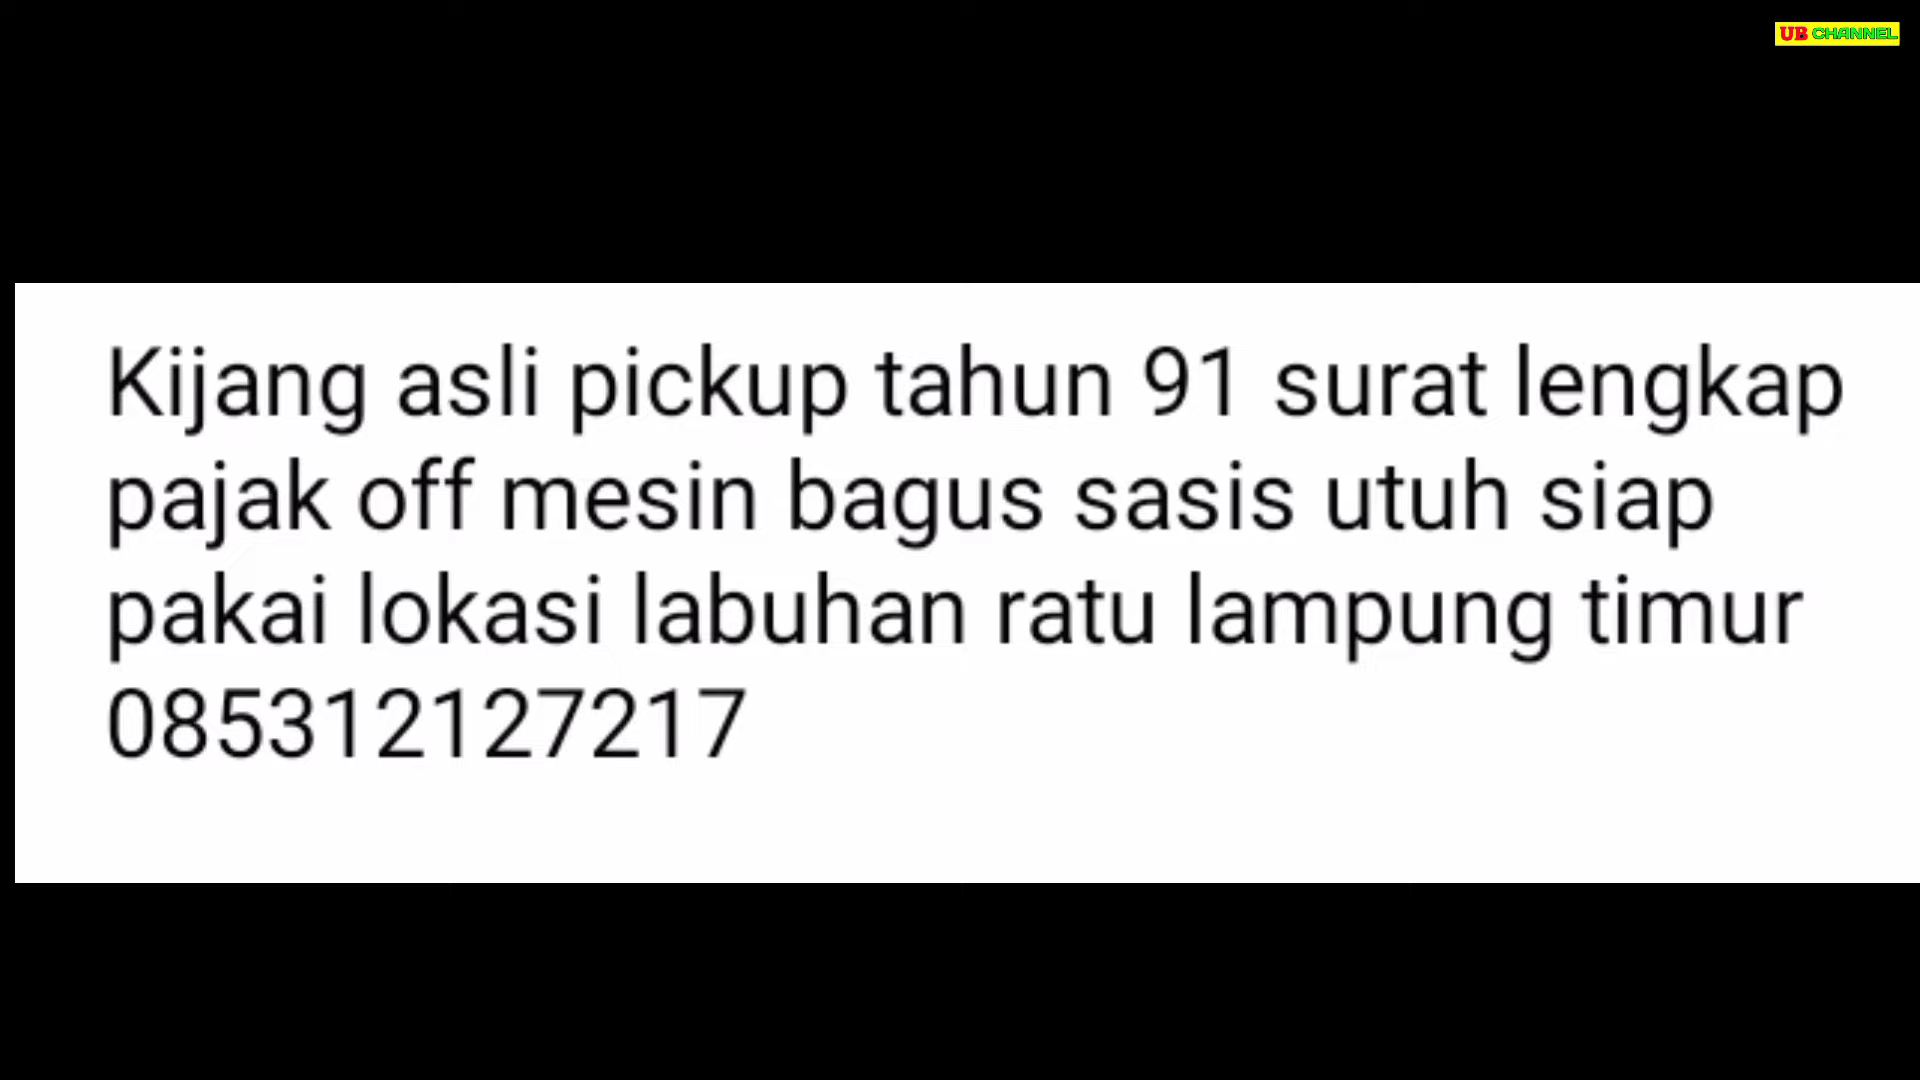 UB CHANNEL
Kijang asli pickup tahun 91 surat lengkap
pajak off mesin bagus sasis utuh siap
pakai lokasi labuhan ratu lampung timur
085312127217